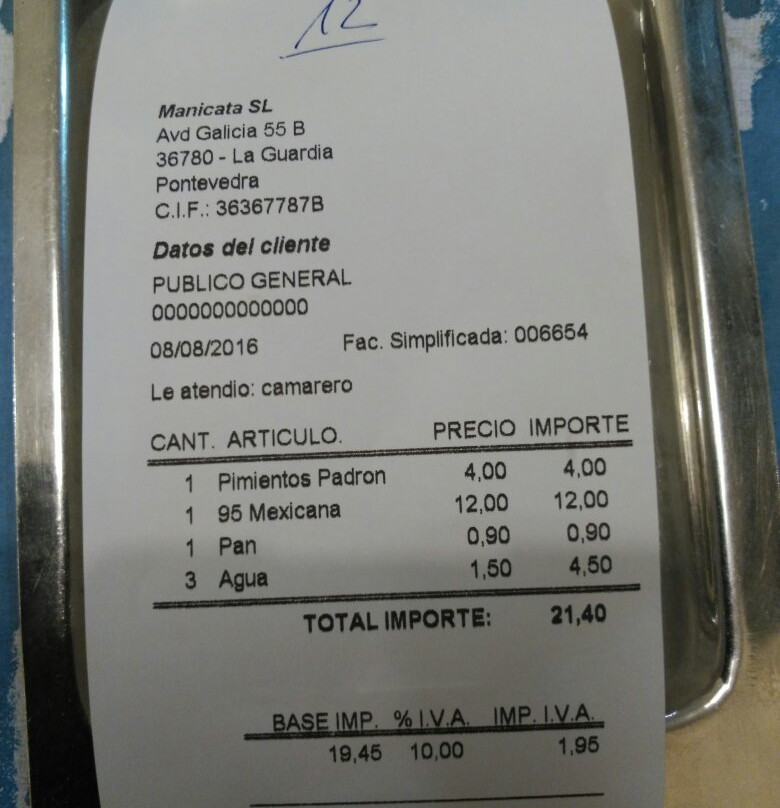 12
Manicata SL
Avd Galicia 55 B
36780 - La Guardia
Pontevedra
C.I.F.: 36367787B
Datos del cliente
PUBLICO GENERAL
0000000000000
08/08/2016 Fac. Simplificada: 006654
Le atendio: camarero
CANT. ARTICULO. PRECIO IMPORTE
1 Pimientos Padron 4,00 4,00
1 95 Mexicana 12,00 12,00
1 Pan 0,90 0,90
3 Agua 1,50 4,50
TOTAL IMPORTE: 21,40
BASE IMP. % I.V.A. IMP. I.V.A.
19,45 10,00 1,95